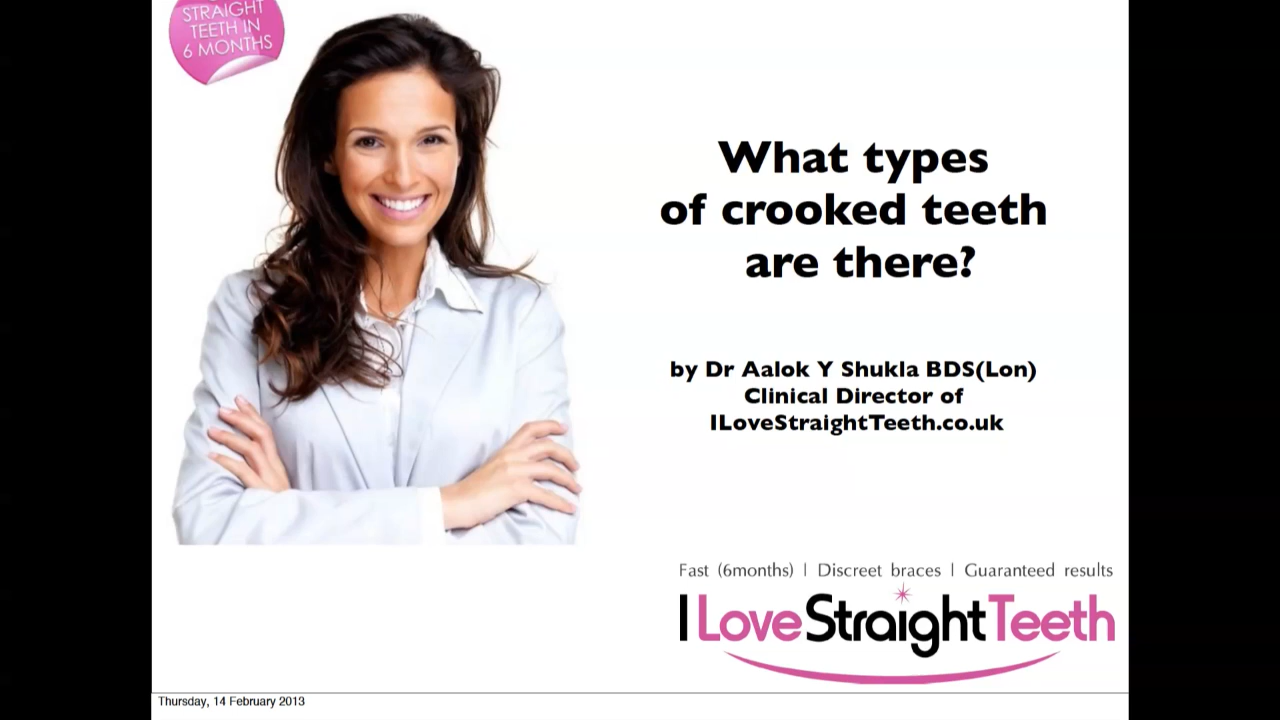 STRAIGHT
TEETH IN
6 MONTHS
What types
of crooked teeth
are there?
by Dr Aalok Y Shukla BDS(Lon)
Clinical Director of
ILoveStraightTeeth.co.uk
Fast (6months) | Discreet braces | Guaranteed results
I Love Straight Teeth
Thursday, 14 February 2013